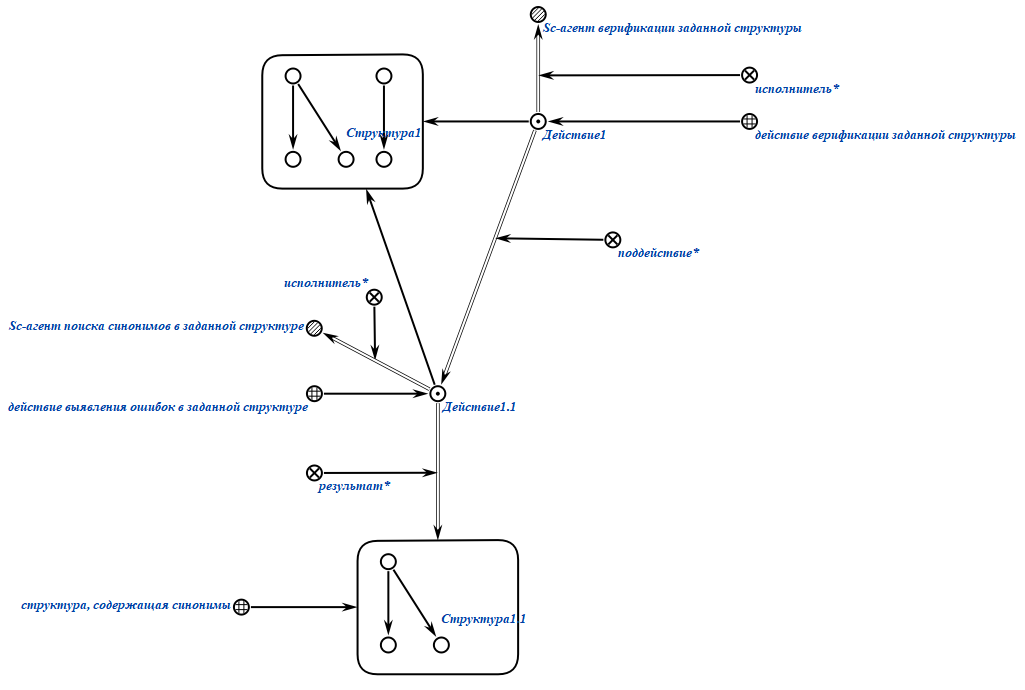 Sc-агент верификации заданной структуры
исполнитель*
Структура1
Действие1
действие верификации заданной структуры
поддействие*
исполнитель*
Sc-агент поиска синонимов в заданной структуре
действие выявления ошибок в заданной структуре
Действие1.1
результат*
структура, содержащая синонимы
Структура1.1